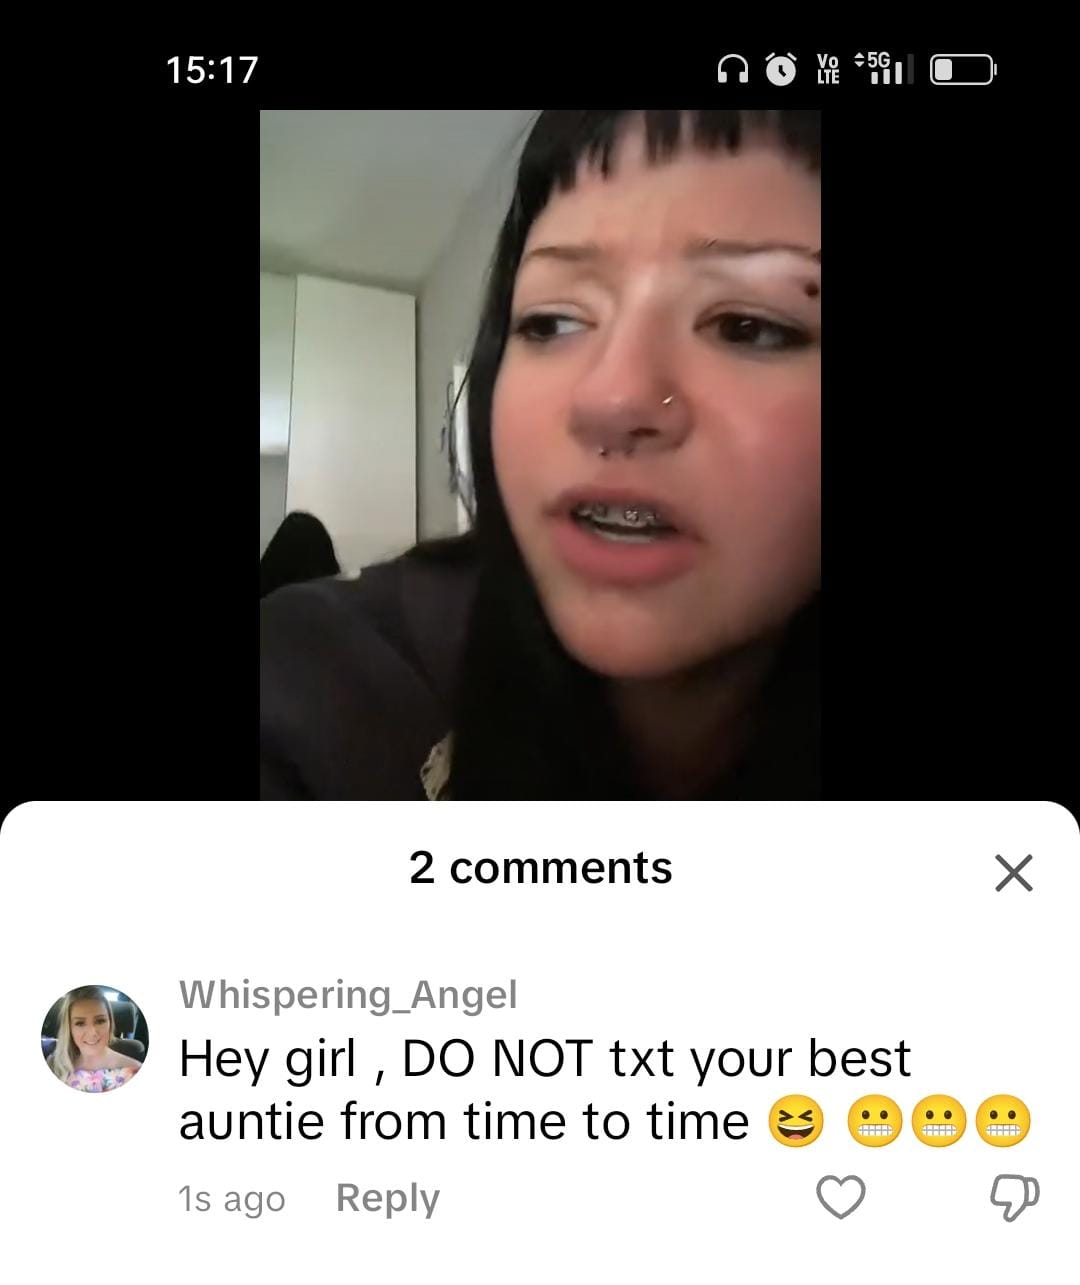 15:17
Vo LTE 5G
2 comments
Whispering_Angel
Hey girl , DO NOT txt your best
auntie from time to time 😆 😬😬😬
1s ago Reply